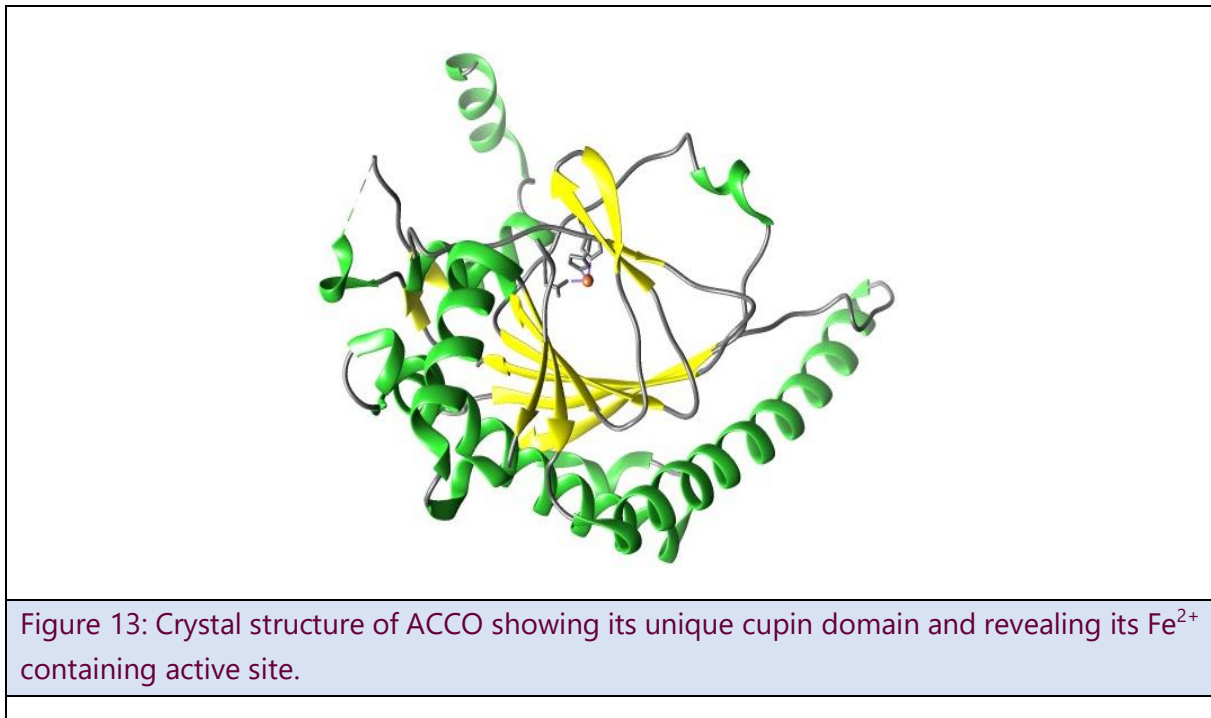 Figure 13: Crystal structure of ACCO showing its unique cupin domain and revealing its Fe²⁺
containing active site.